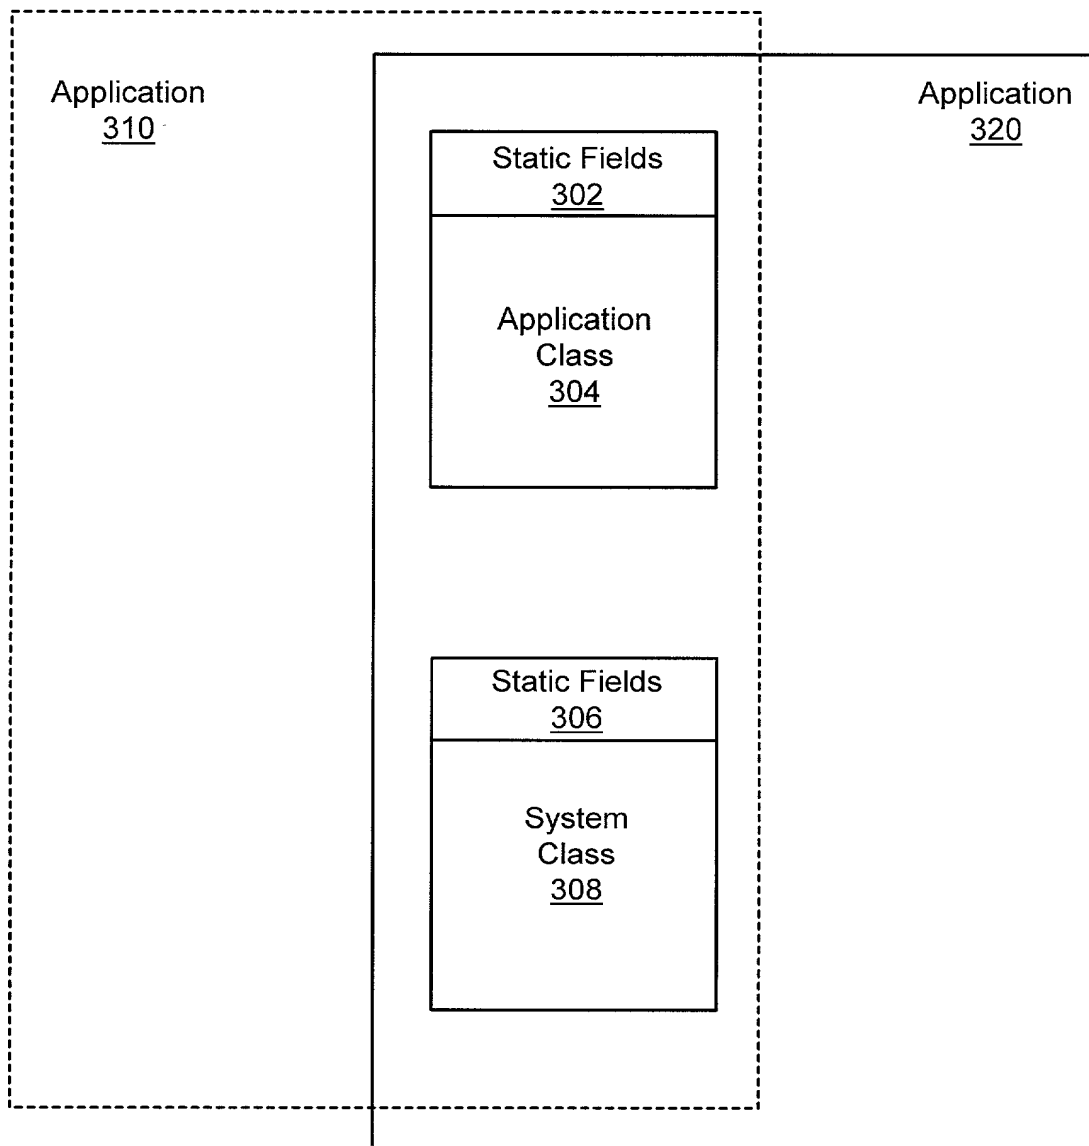 Application
310
Application
320
Static Fields
302
Application
Class
304
Static Fields
306
System
Class
308